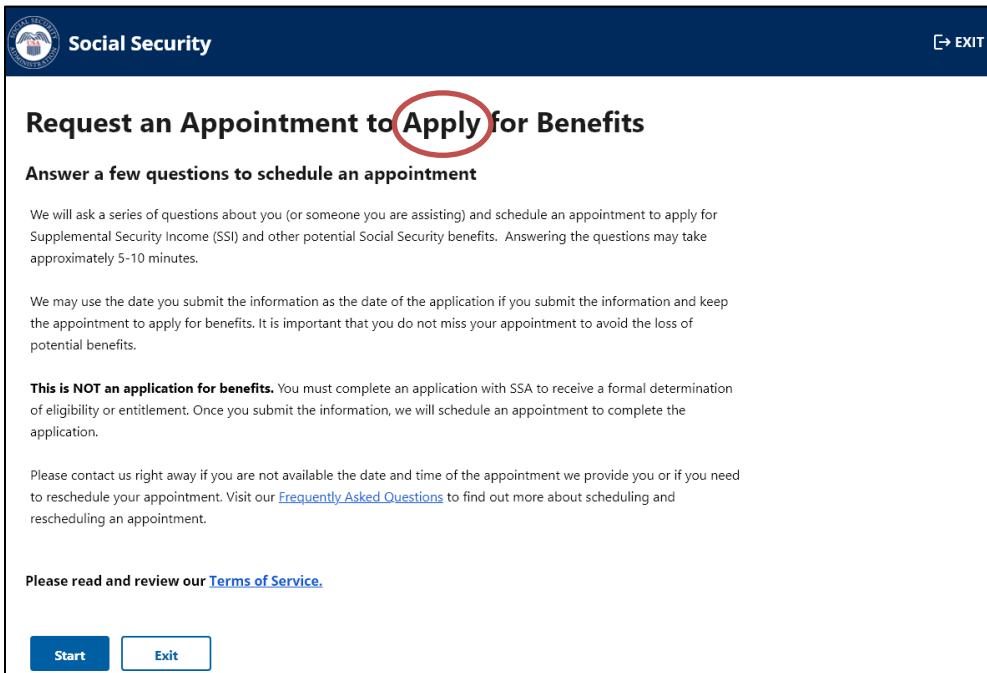 Social Security
EXIT
Request an Appointment to Apply for Benefits
Answer a few questions to schedule an appointment
We will ask a series of questions about you (or someone you are assisting) and schedule an appointment to apply for
Supplemental Security Income (SSI) and other potential Social Security benefits. Answering the questions may take
approximately 5-10 minutes.
We may use the date you submit the information as the date of the application if you submit the information and keep
the appointment to apply for benefits. It is important that you do not miss your appointment to avoid the loss of
potential benefits.
This is NOT an application for benefits. You must complete an application with SSA to receive a formal determination
of eligibility or entitlement. Once you submit the information, we will schedule an appointment to complete the
application.
Please contact us right away if you are not available the date and time of the appointment we provide you or if you need
to reschedule your appointment. Visit our Frequently Asked Questions to find out more about scheduling and
rescheduling an appointment.
Please read and review our Terms of Service.
Start
Exit